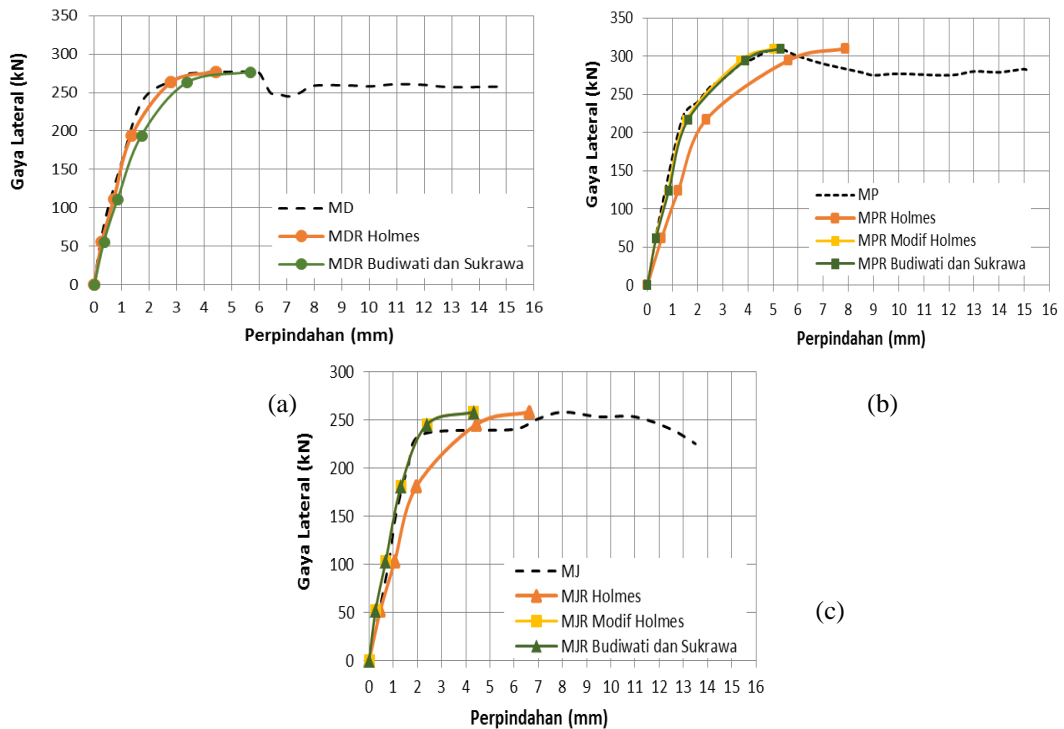 350
300
250
200
150
100
50
0
Gaya Lateral (kN)
MD
MDR Holmes
MDR Budiwati dan Sukrawa
0 1 2 3 4 5 6 7 8 9 10 11 12 13 14 15 16
Perpindahan (mm)
(a)
350
300
250
200
150
100
50
0
Gaya Lateral (kN)
MP
MPR Holmes
MPR Modif Holmes
MPR Budiwati dan Sukrawa
0 1 2 3 4 5 6 7 8 9 10 11 12 13 14 15 16
Perpindahan (mm)
(b)
300
250
200
150
100
50
0
Gaya Lateral (kN)
MJ
MJR Holmes
MJR Modif Holmes
MJR Budiwati dan Sukrawa
0 1 2 3 4 5 6 7 8 9 10 11 12 13 14 15 16
Perpindahan (mm)
(c)